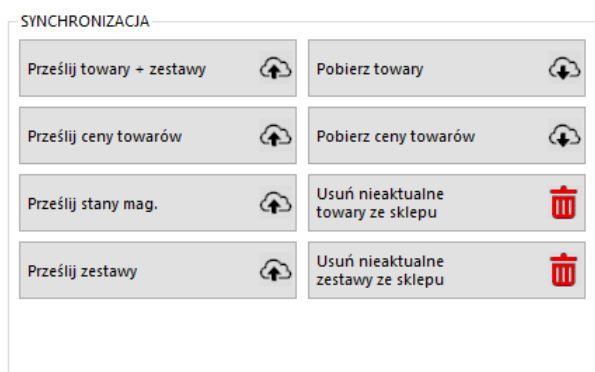 SYNCHRONIZACJA
Prześlij towary + zestawy
Pobierz towary
Prześlij ceny towarów
Pobierz ceny towarów
Prześlij stany mag.
Usuń nieaktualne
towary ze sklepu
Prześlij zestawy
Usuń nieaktualne
zestawy ze sklepu